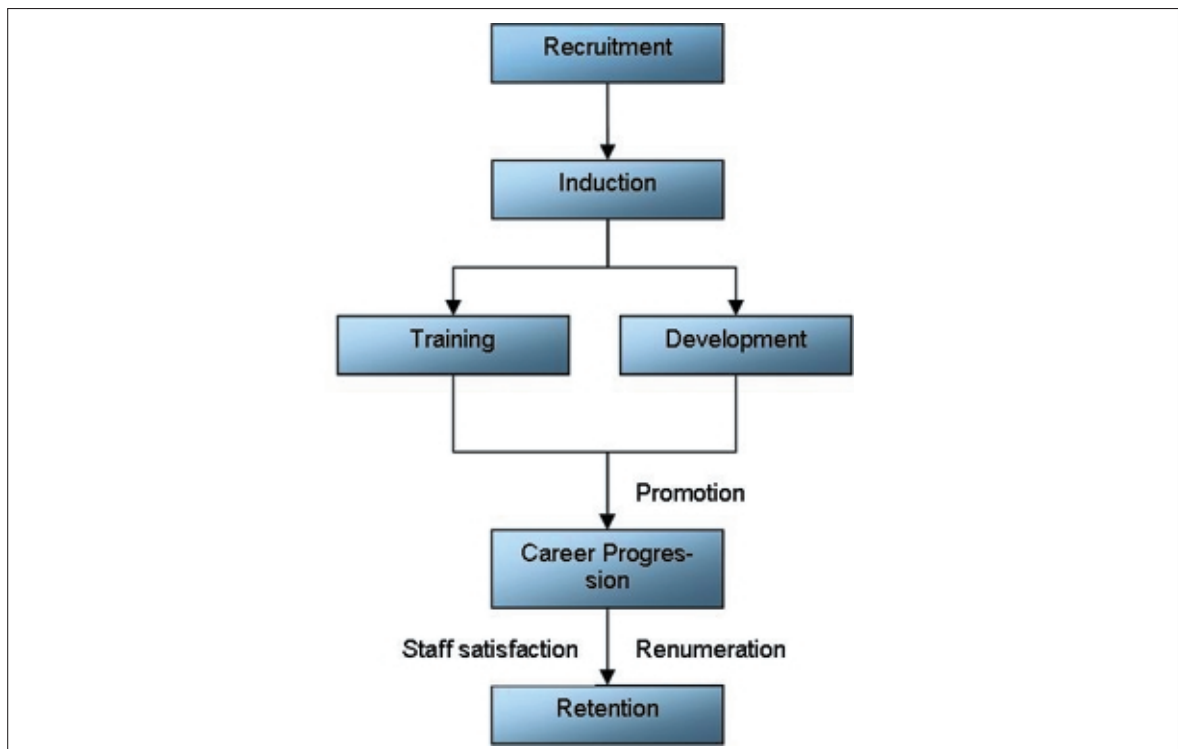 Recruitment
Induction
Training
Development
Promotion
Career Progres-
sion
Staff satisfaction
Renumeration
Retention